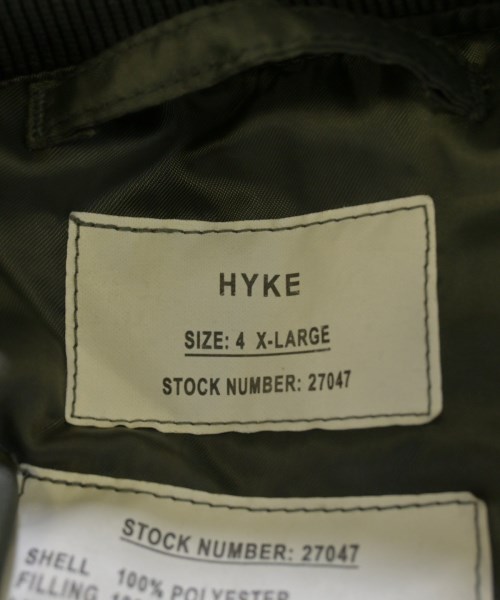 HYKE
SIZE: 4 X-LARGE
STOCK NUMBER: 27047
STOCK NUMBER: 27047
SHELL 100% POLYESTER
FILLING